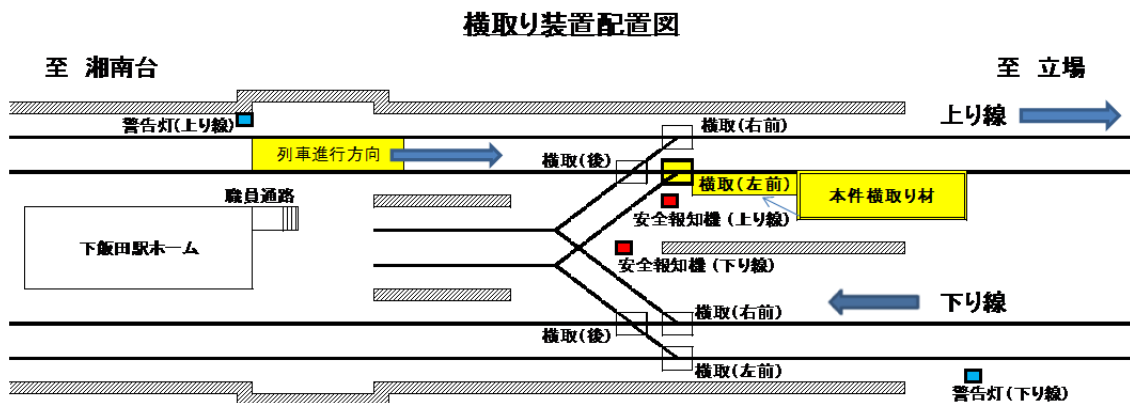 横取り装置配置図
至 湘南台
至 立場
警告灯(上り線)
横取(右前)
上り線
列車進行方向
横取(後)
横取(左前)
本件横取り材
職員通路
安全報知機 (上り線)
下飯田駅ホーム
安全報知機 (下り線)
下り線
横取(右前)
横取(後)
横取(左前)
警告灯(下り線)